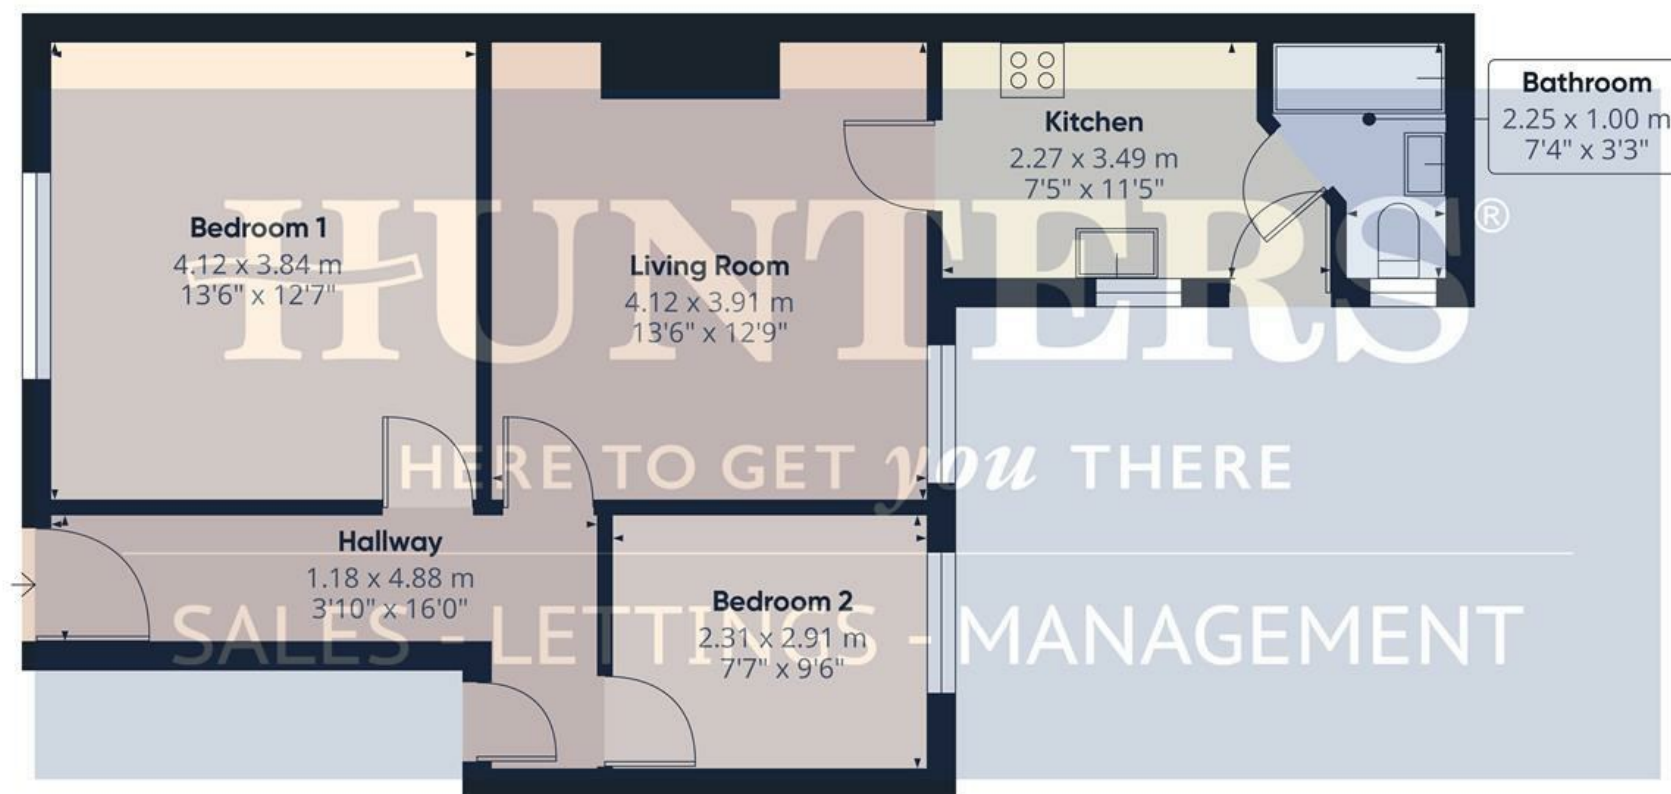 Bathroom
2.25 x 1.00 m
7'4" x 3'3"
Kitchen
2.27 x 3.49 m
7'5" x 11'5"
Bedroom 1
4.12 x 3.84 m
13'6" x 12'7"
Living Room
4.12 x 3.91 m
13'6" x 12'9"
HUNTERS®
HERE TO GET you THERE
Hallway
1.18 x 4.88 m
3'10" x 16'0"
Bedroom 2
2.31 x 2.91 m
7'7" x 9'6"
SALES - LETTINGS - MANAGEMENT